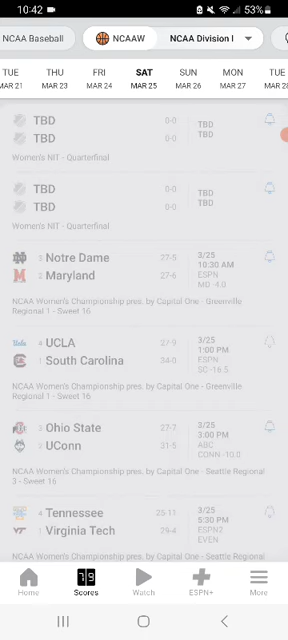 10:42 53%
NCAA Baseball NCAAW NCAA Division I
TUE THU FRI SAT SUN MON TUE
MAR 21 MAR 23 MAR 24 MAR 25 MAR 26 MAR 27 MAR 28
TBD 0-0 TBD
TBD 0-0 TBD
Women's NIT - Quarterfinal
TBD 0-0 TBD
TBD 0-0 TBD
Women's NIT - Quarterfinal
3 Notre Dame 27-5 3/25
10:30 AM
2 Maryland 27-6 ESPN
MD -4.0
NCAA Women's Championship pres. by Capital One - Greenville
Regional 1 - Sweet 16
4 UCLA 27-9 3/25
1:00 PM
1 South Carolina 34-0 ESPN
SC -16.5
NCAA Women's Championship pres. by Capital One - Greenville
Regional 1 - Sweet 16
3 Ohio State 27-7 3/25
3:00 PM
2 UConn 31-5 ABC
CONN -10.0
NCAA Women's Championship pres. by Capital One - Seattle Regional
3 - Sweet 16
4 Tennessee 25-11 3/25
5:30 PM
1 Virginia Tech 29-4 ESPN2
EVEN
NCAA Women's Championship pres. by Capital One - Seattle Regional
Home Scores Watch ESPN+ More